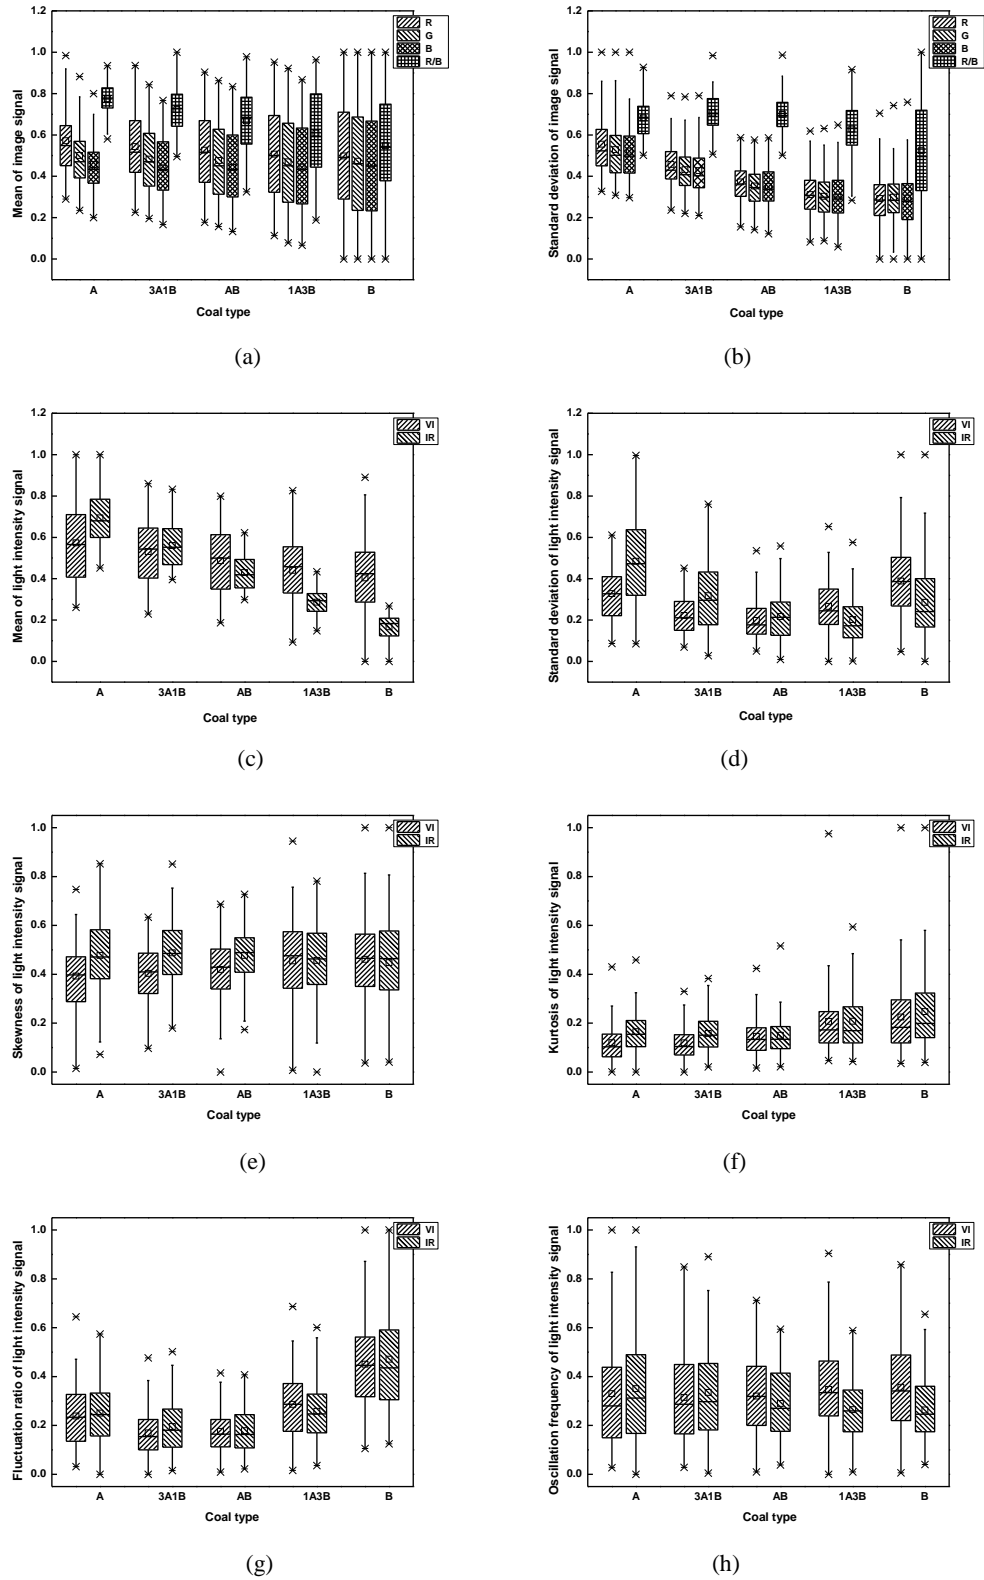 1.2
1.0
0.8
0.6
0.4
0.2
0.0
Mean of image signal
R
G
B
R/B
A 3A1B AB 1A3B B
Coal type
(a)
1.2
1.0
0.8
0.6
0.4
0.2
0.0
Standard deviation of image signal
R
G
B
R/B
A 3A1B AB 1A3B B
Coal type
(b)
1.2
1.0
0.8
0.6
0.4
0.2
0.0
Mean of light intensity signal
VI
IR
A 3A1B AB 1A3B B
Coal type
(c)
1.2
1.0
0.8
0.6
0.4
0.2
0.0
Standard deviation of light intensity signal
VI
IR
A 3A1B AB 1A3B B
Coal type
(d)
1.0
0.8
0.6
0.4
0.2
0.0
Skewness of light intensity signal
VI
IR
A 3A1B AB 1A3B B
Coal type
(e)
1.0
0.8
0.6
0.4
0.2
0.0
Kurtosis of light intensity signal
VI
IR
A 3A1B AB 1A3B B
Coal type
(f)
1.0
0.8
0.6
0.4
0.2
0.0
Fluctuation ratio of light intensity signal
VI
IR
A 3A1B AB 1A3B B
Coal type
(g)
1.0
0.8
0.6
0.4
0.2
0.0
Oscillation frequency of light intensity signal
VI
IR
A 3A1B AB 1A3B B
Coal type
(h)